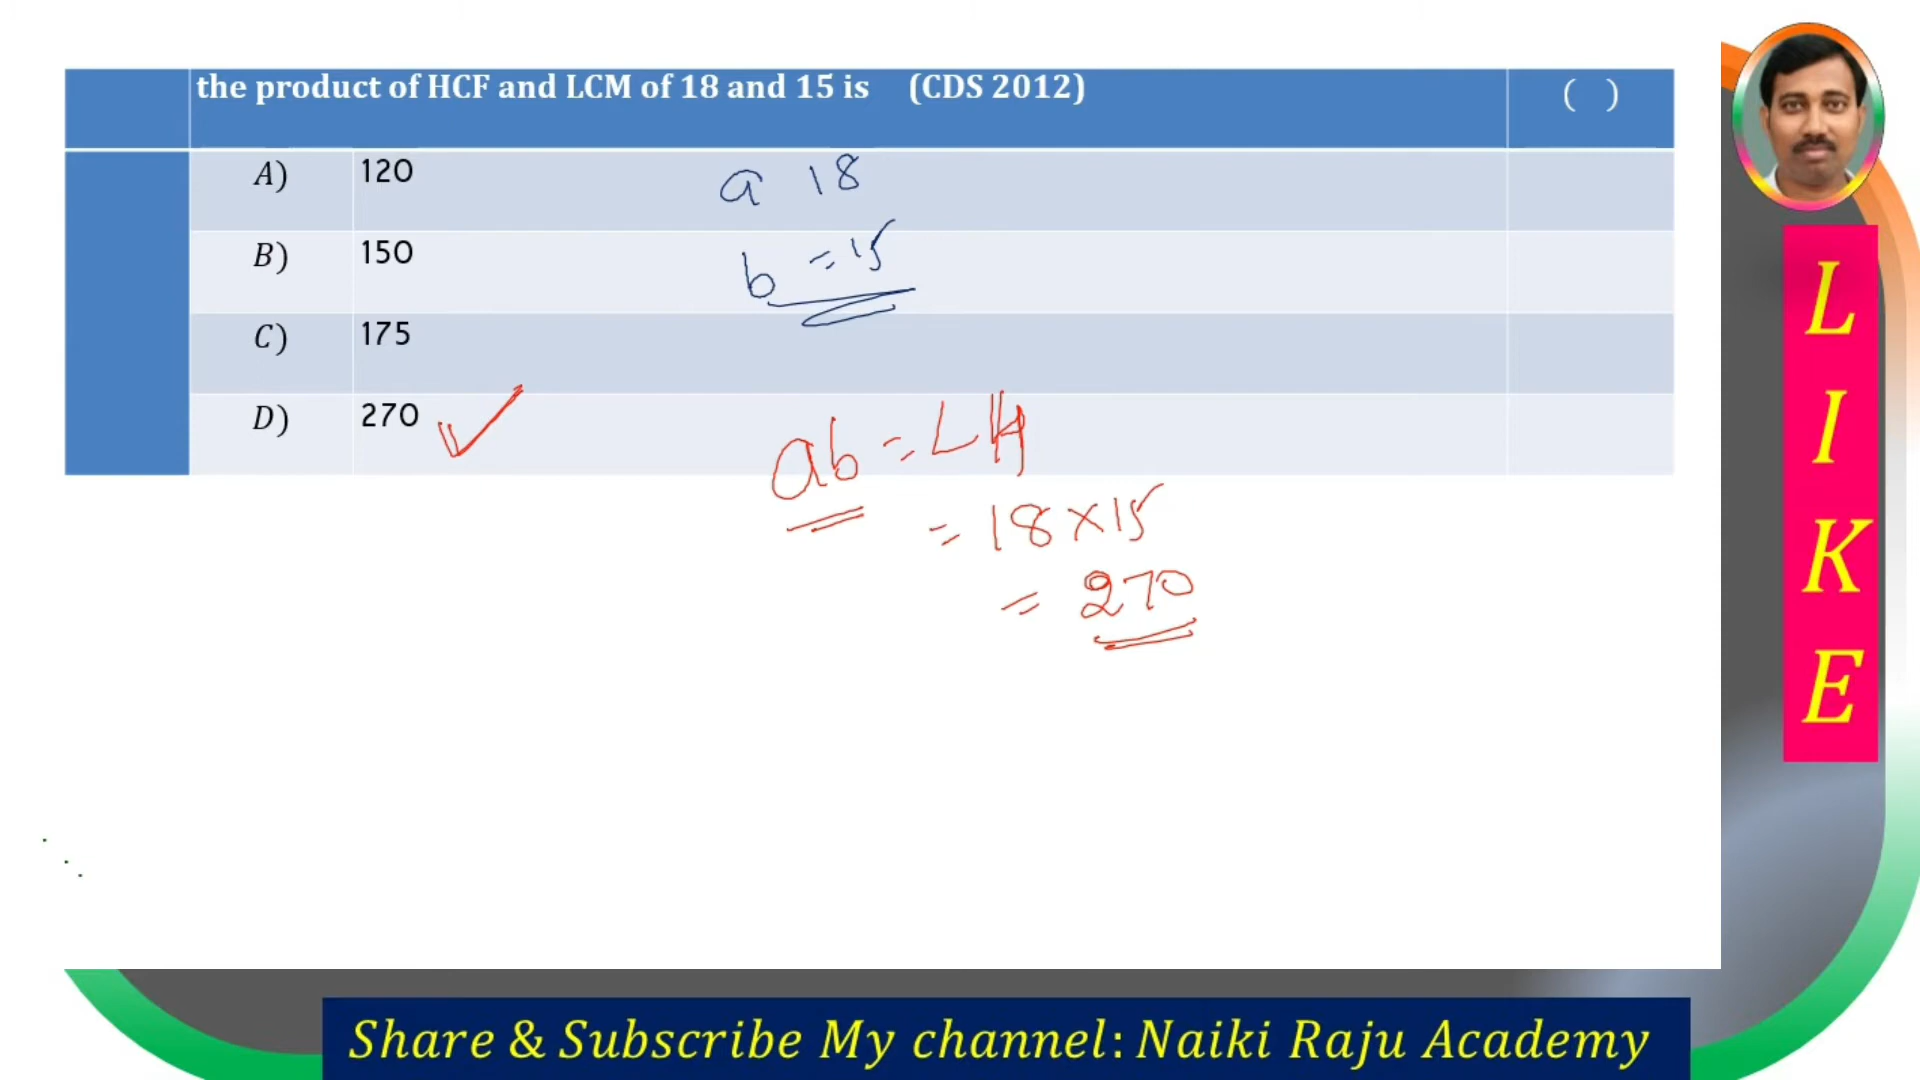 the product of HCF and LCM of 18 and 15 is (CDS 2012) ( )
A) 120
a 18
B) 150
b = 15
C) 175
D) 270
ab = LH
= 18 × 15
= 270
L
I
K
E
Share & Subscribe My channel: Naiki Raju Academy